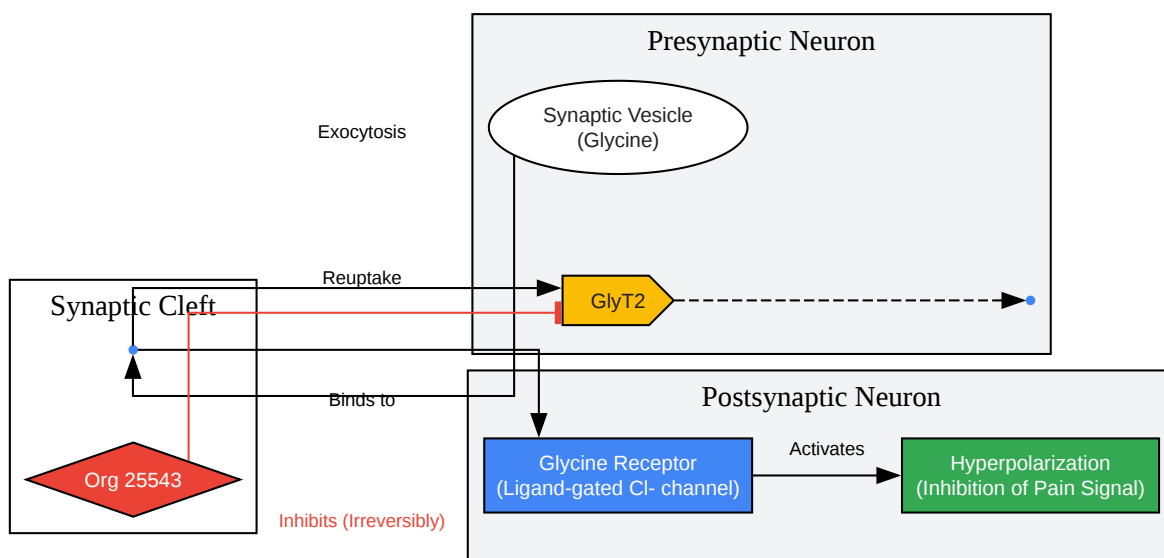 Presynaptic Neuron
Synaptic Vesicle
(Glycine)
Exocytosis
Reuptake
GlyT2
Synaptic Cleft
Binds to
Postsynaptic Neuron
Org 25543
Glycine Receptor
(Ligand-gated Cl- channel)
Activates
Hyperpolarization
(Inhibition of Pain Signal)
Inhibits (Irreversibly)